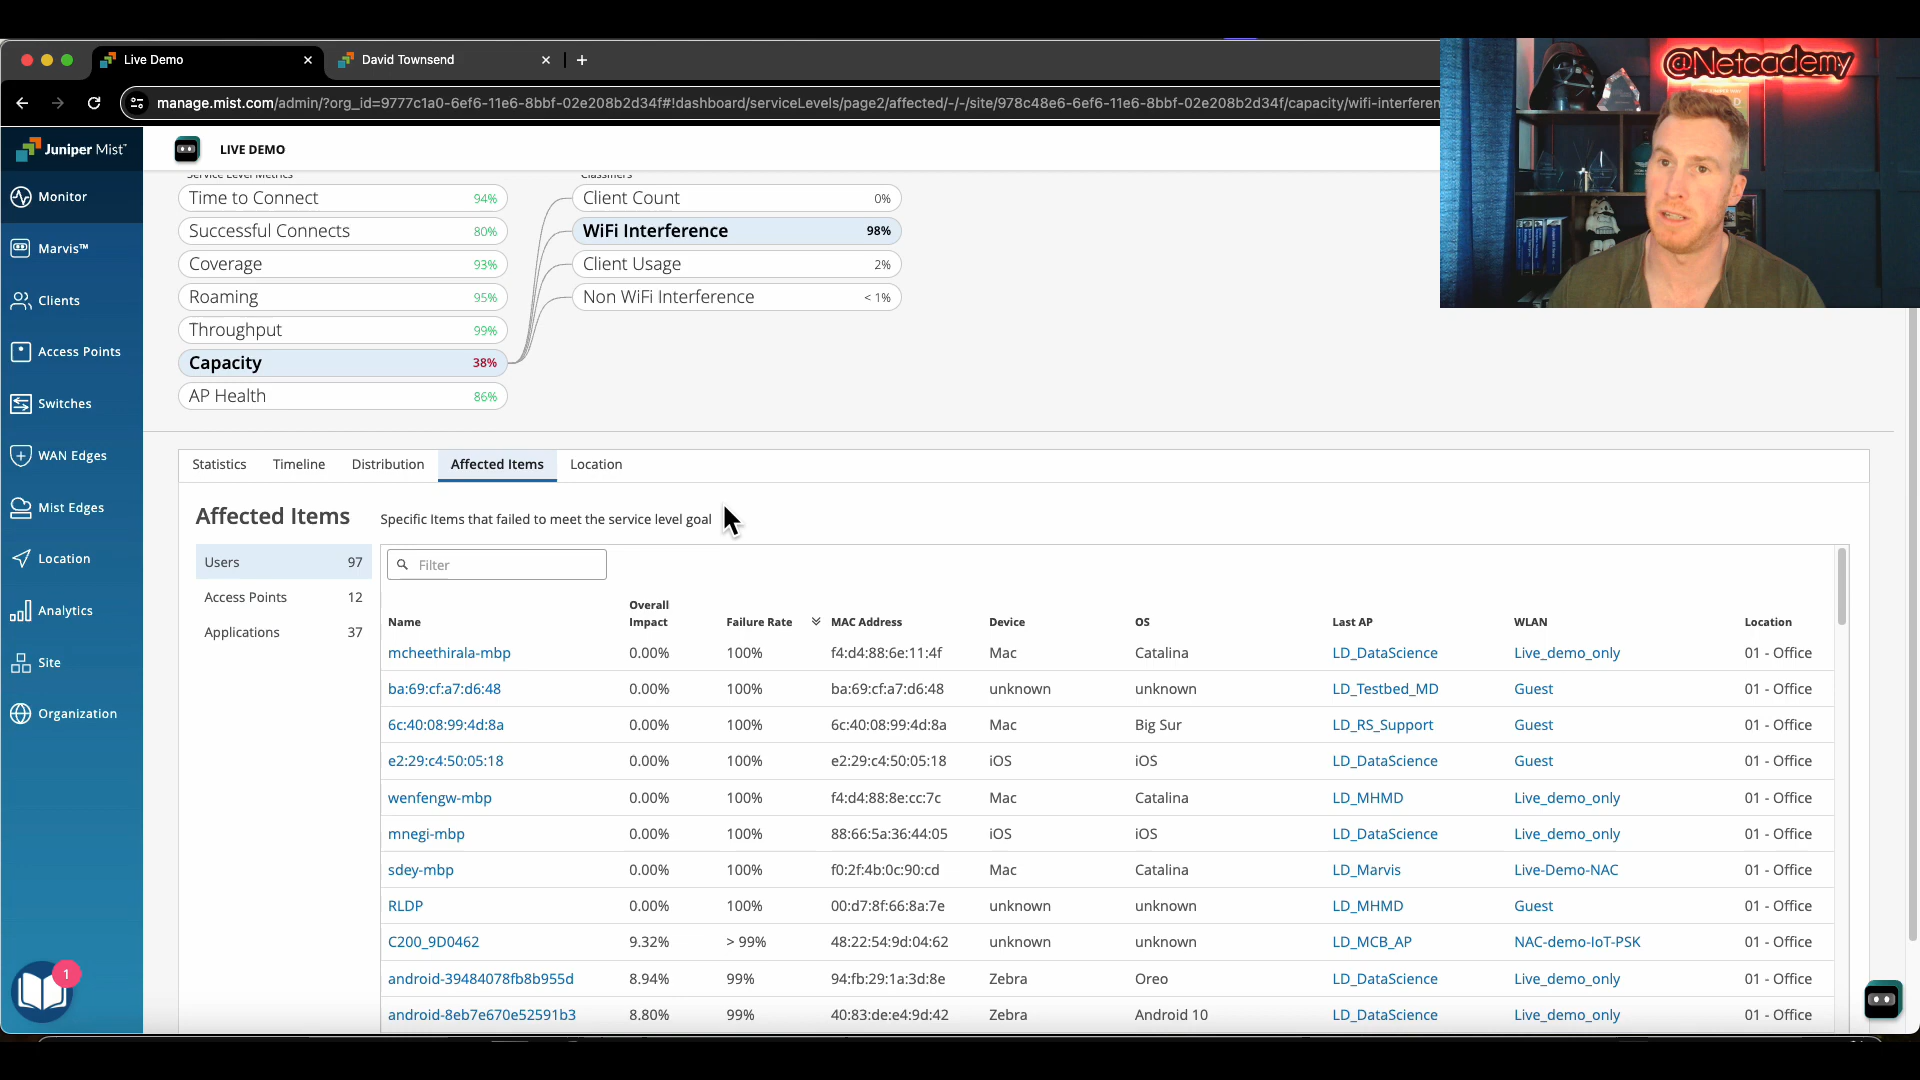 Live Demo
David Townsend
manage.mist.com/admin/?org_id=9777c1a0-6ef6-11e6-8bbf-02e208b2d34f#!dashboard/serviceLevels/page2/affected/-/-/site/978c48e6-6ef6-11e6-8bbf-02e208b2d34f/capacity/wifi-interferen
@Netcademy
Juniper Mist™
LIVE DEMO
Monitor
Marvis™
Clients
Access Points
Switches
WAN Edges
Mist Edges
Location
Analytics
Site
Organization
1
Service Level Metrics
Classifiers
Time to Connect 94%
Client Count 0%
Successful Connects 80%
WiFi Interference 98%
Coverage 93%
Client Usage 2%
Roaming 95%
Non WiFi Interference < 1%
Throughput 99%
Capacity 38%
AP Health 86%
Statistics Timeline Distribution Affected Items Location
Affected Items Specific Items that failed to meet the service level goal
Users 97
Access Points 12
Applications 37
Filter
Name Overall Impact Failure Rate MAC Address Device OS Last AP WLAN Location
mcheethirala-mbp 0.00% 100% f4:d4:88:6e:11:4f Mac Catalina LD_DataScience Live_demo_only 01 - Office
ba:69:cf:a7:d6:48 0.00% 100% ba:69:cf:a7:d6:48 unknown unknown LD_Testbed_MD Guest 01 - Office
6c:40:08:99:4d:8a 0.00% 100% 6c:40:08:99:4d:8a Mac Big Sur LD_RS_Support Guest 01 - Office
e2:29:c4:50:05:18 0.00% 100% e2:29:c4:50:05:18 iOS iOS LD_DataScience Guest 01 - Office
wenfengw-mbp 0.00% 100% f4:d4:88:8e:cc:7c Mac Catalina LD_MHMD Live_demo_only 01 - Office
mnegi-mbp 0.00% 100% 88:66:5a:36:44:05 iOS iOS LD_DataScience Live_demo_only 01 - Office
sdey-mbp 0.00% 100% f0:2f:4b:0c:90:cd Mac Catalina LD_Marvis Live-Demo-NAC 01 - Office
RLDP 0.00% 100% 00:d7:8f:66:8a:7e unknown unknown LD_MHMD Guest 01 - Office
C200_9D0462 9.32% > 99% 48:22:54:9d:04:62 unknown unknown LD_MCB_AP NAC-demo-IoT-PSK 01 - Office
android-39484078fb8b955d 8.94% 99% 94:fb:29:1a:3d:8e Zebra Oreo LD_DataScience Live_demo_only 01 - Office
android-8eb7e670e52591b3 8.80% 99% 40:83:de:e4:9d:42 Zebra Android 10 LD_DataScience Live_demo_only 01 - Office